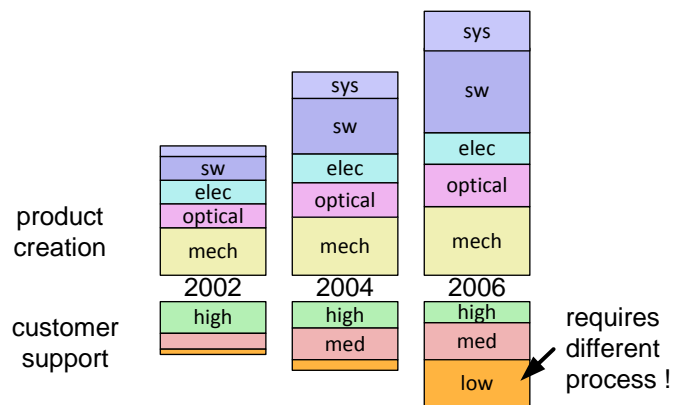 sys
sys
sw
sw
sw
elec
elec
elec
optical
optical
optical
mech
mech
mech
product
creation
2002
2004
2006
customer
support
high
high
high
med
med
low
requires
different
process !